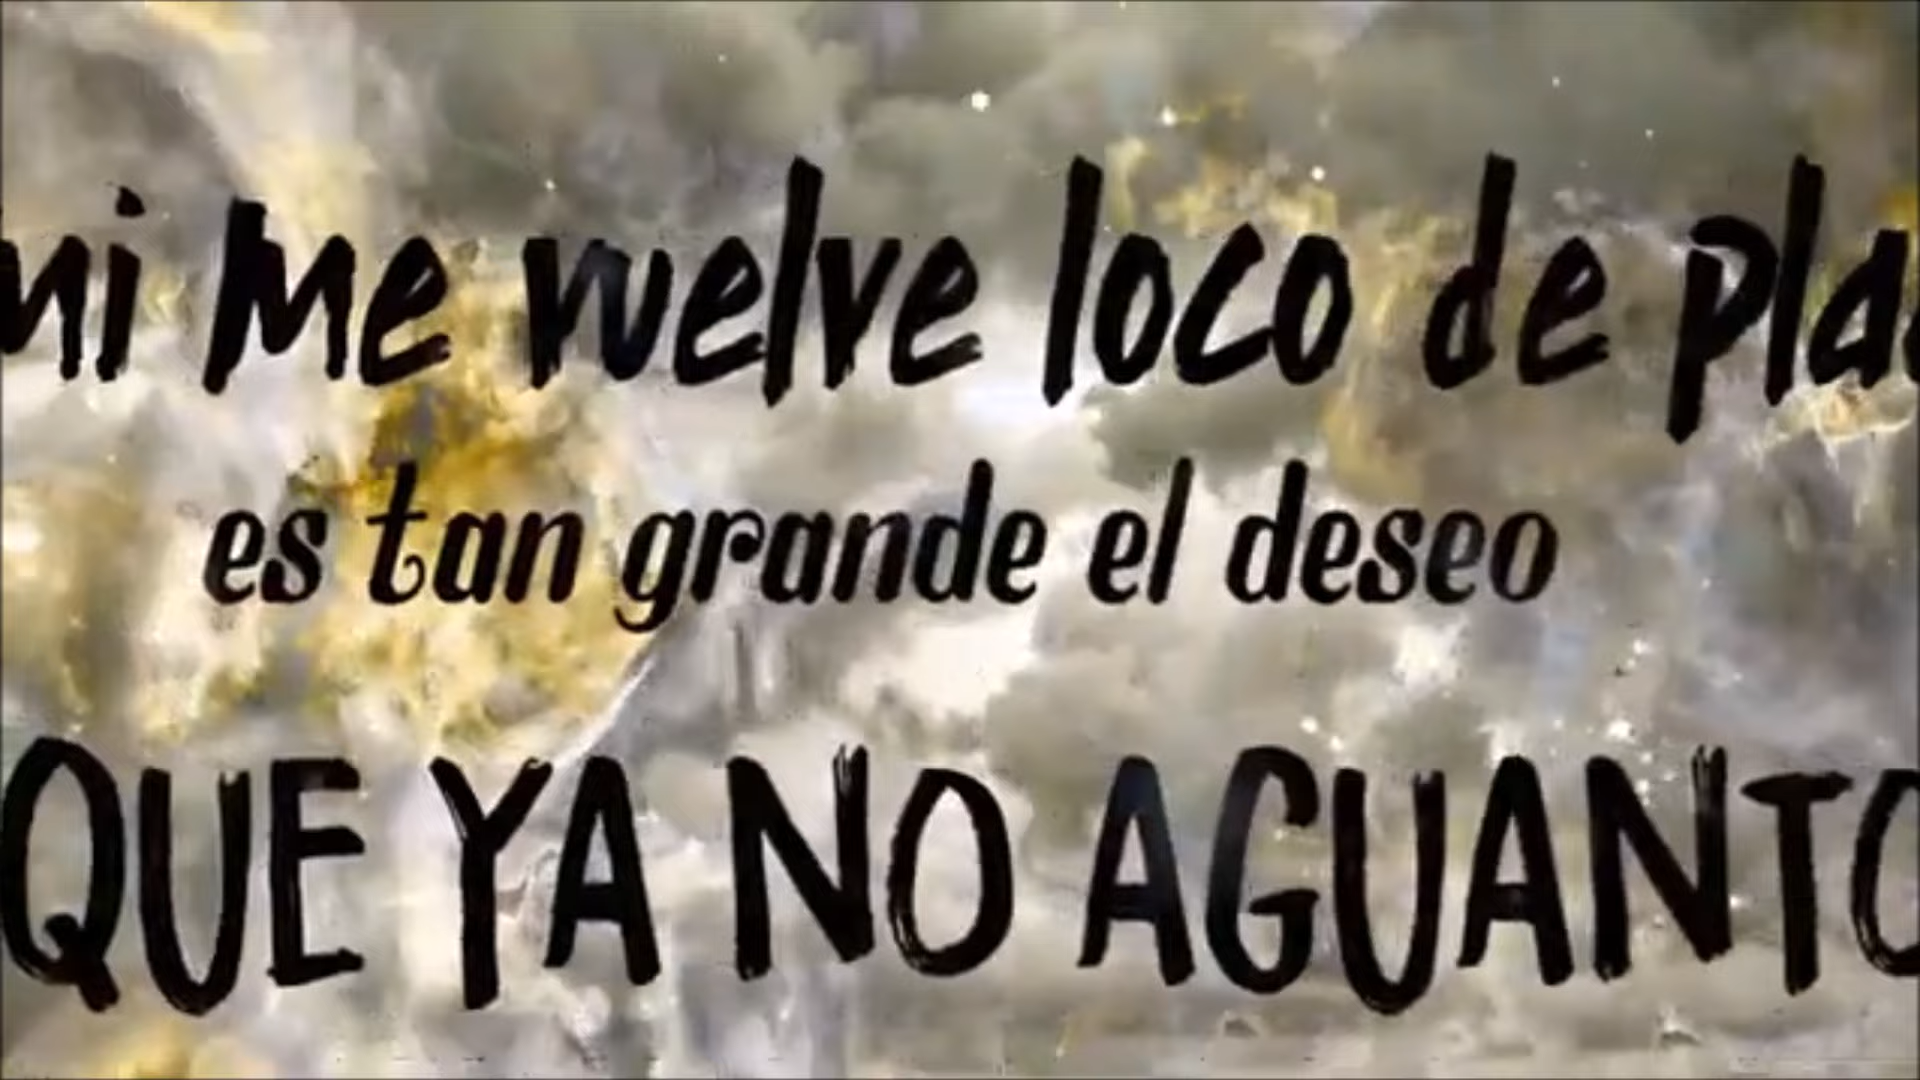 mi me vuelve loco de pla
es tan grande el deseo
QUE YA NO AGUANTO